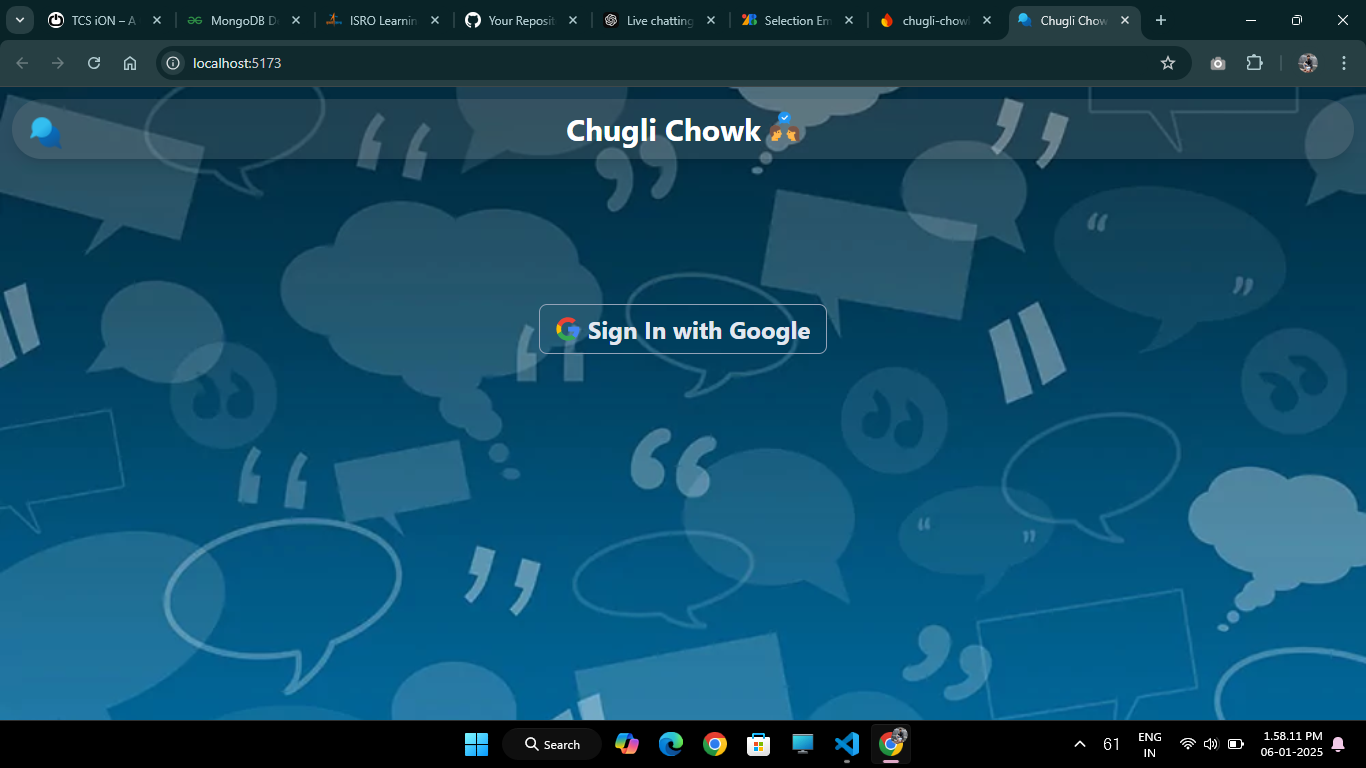 TCS iON – A
MongoDB D
ISRO Learnin
Your Reposit
Live chatting
Selection Em
chugli-chow
Chugli Chow
localhost:5173
Chugli Chowk
Sign In with Google
Search
61
ENG
IN
1.58.11 PM
06-01-2025